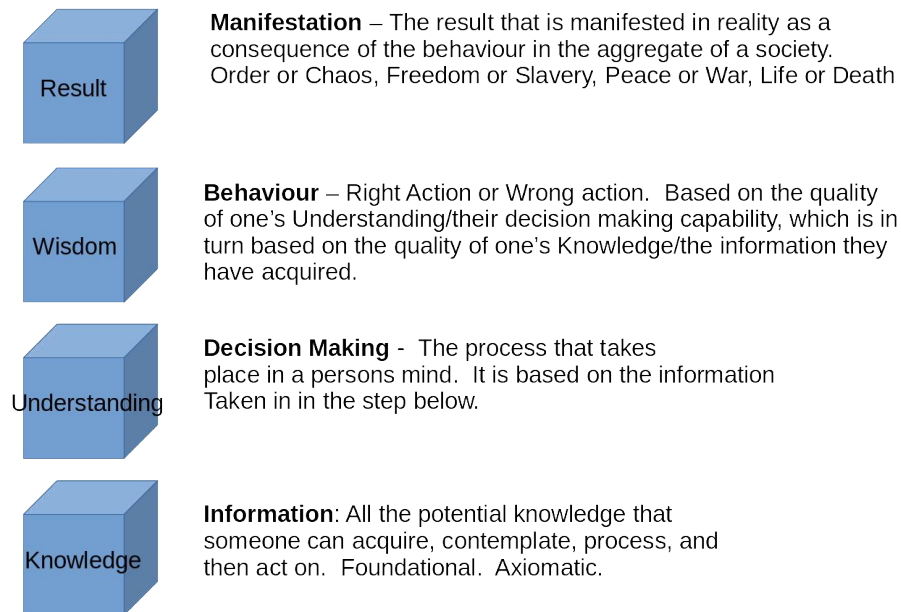 Manifestation – The result that is manifested in reality as a
consequence of the behaviour in the aggregate of a society.
Order or Chaos, Freedom or Slavery, Peace or War, Life or Death
Result
Behaviour – Right Action or Wrong action.  Based on the quality
of one’s Understanding/their decision making capability, which is in
turn based on the quality of one’s Knowledge/the information they
have acquired.
Wisdom
Decision Making -  The process that takes
place in a persons mind.  It is based on the information
Taken in in the step below.
Understanding
Information: All the potential knowledge that
someone can acquire, contemplate, process, and
then act on.  Foundational.  Axiomatic.
Knowledge